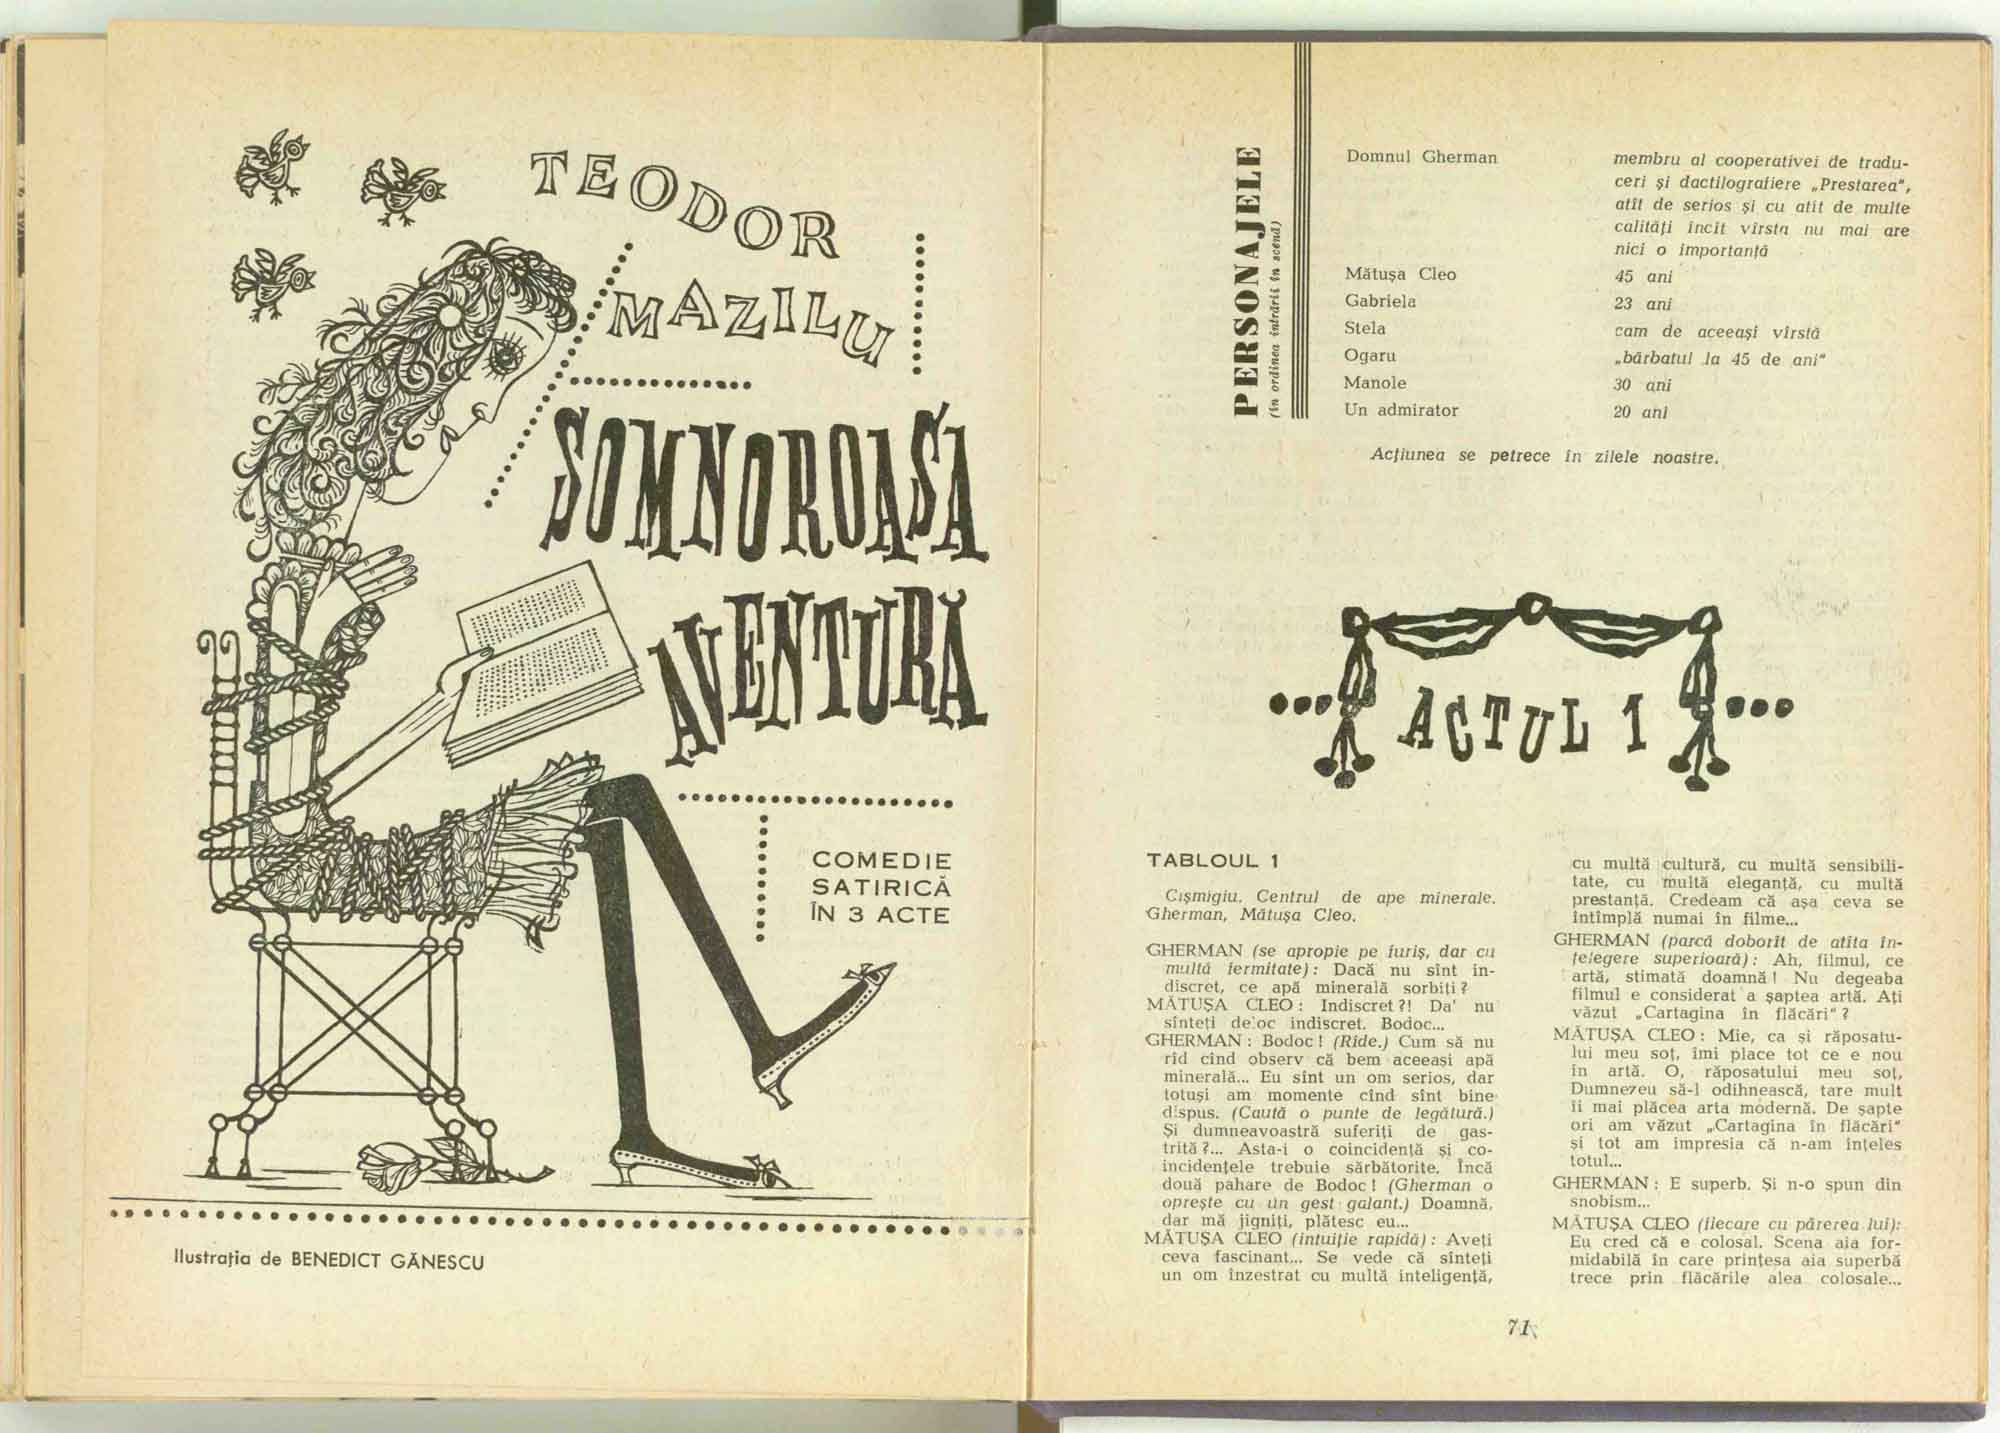 TEODOR
MAZILU
SOMNOROASA
AVENTURĂ
COMEDIE
SATIRICĂ
ÎN 3 ACTE
Ilustrația de BENEDICT GĂNESCU
PERSONAJELE
(în ordinea intrării în scenă)
Domnul Gherman membru al cooperativei de tradu-
ceri și dactilografiere „Prestarea",
atît de serios și cu atît de multe
calități încît vîrsta nu mai are
nici o importanță
Mătușa Cleo 45 ani
Gabriela 23 ani
Stela cam de aceeași vîrstă
Ogaru „bărbatul la 45 de ani"
Manole 30 ani
Un admirator 20 ani
Acțiunea se petrece în zilele noastre.
ACTUL 1
TABLOUL 1
Cișmigiu. Centrul de ape minerale.
Gherman, Mătușa Cleo.
GHERMAN (se apropie pe furiș, dar cu
multă fermitate): Dacă nu sînt in-
discret, ce apă minerală sorbiți?
MĂTUȘA CLEO: Indiscret?! Da' nu
sînteți deloc indiscret. Bodoc...
GHERMAN: Bodoc! (Rîde.) Cum să nu
rîd cînd observ că bem aceeași apă
minerală... Eu sînt un om serios, dar
totuși am momente cînd sînt bine
dispus. (Caută o punte de legătură.)
Și dumneavoastră suferiți de gas-
trită?... Asta-i o coincidență și co-
incidențele trebuie sărbătorite. Încă
două pahare de Bodoc! (Gherman o
oprește cu un gest galant.) Doamnă,
dar mă jigniți, plătesc eu...
MĂTUȘA CLEO (intuiție rapidă): Aveți
ceva fascinant... Se vede că sînteți
un om înzestrat cu multă inteligență,
cu multă cultură, cu multă sensibili-
tate, cu multă eleganță, cu multă
prestanță. Credeam că așa ceva se
întîmplă numai în filme...
GHERMAN (parcă doborît de atîta în-
țelegere superioară): Ah, filmul, ce
artă, stimată doamnă! Nu degeaba
filmul e considerat a șaptea artă. Ați
văzut „Cartagina în flăcări"?
MĂTUȘA CLEO: Mie, ca și răposatu-
lui meu soț, îmi place tot ce e nou
în artă. O, răposatului meu soț,
Dumnezeu să-l odihnească, tare mult
îi mai plăcea arta modernă. De șapte
ori am văzut „Cartagina în flăcări"
și tot am impresia că n-am înțeles
totul...
GHERMAN: E superb. Și n-o spun din
snobism...
MĂTUȘA CLEO (fiecare cu părerea lui):
Eu cred că e colosal. Scena aia for-
midabilă în care prințesa aia superbă
trece prin flăcările alea colosale...
71